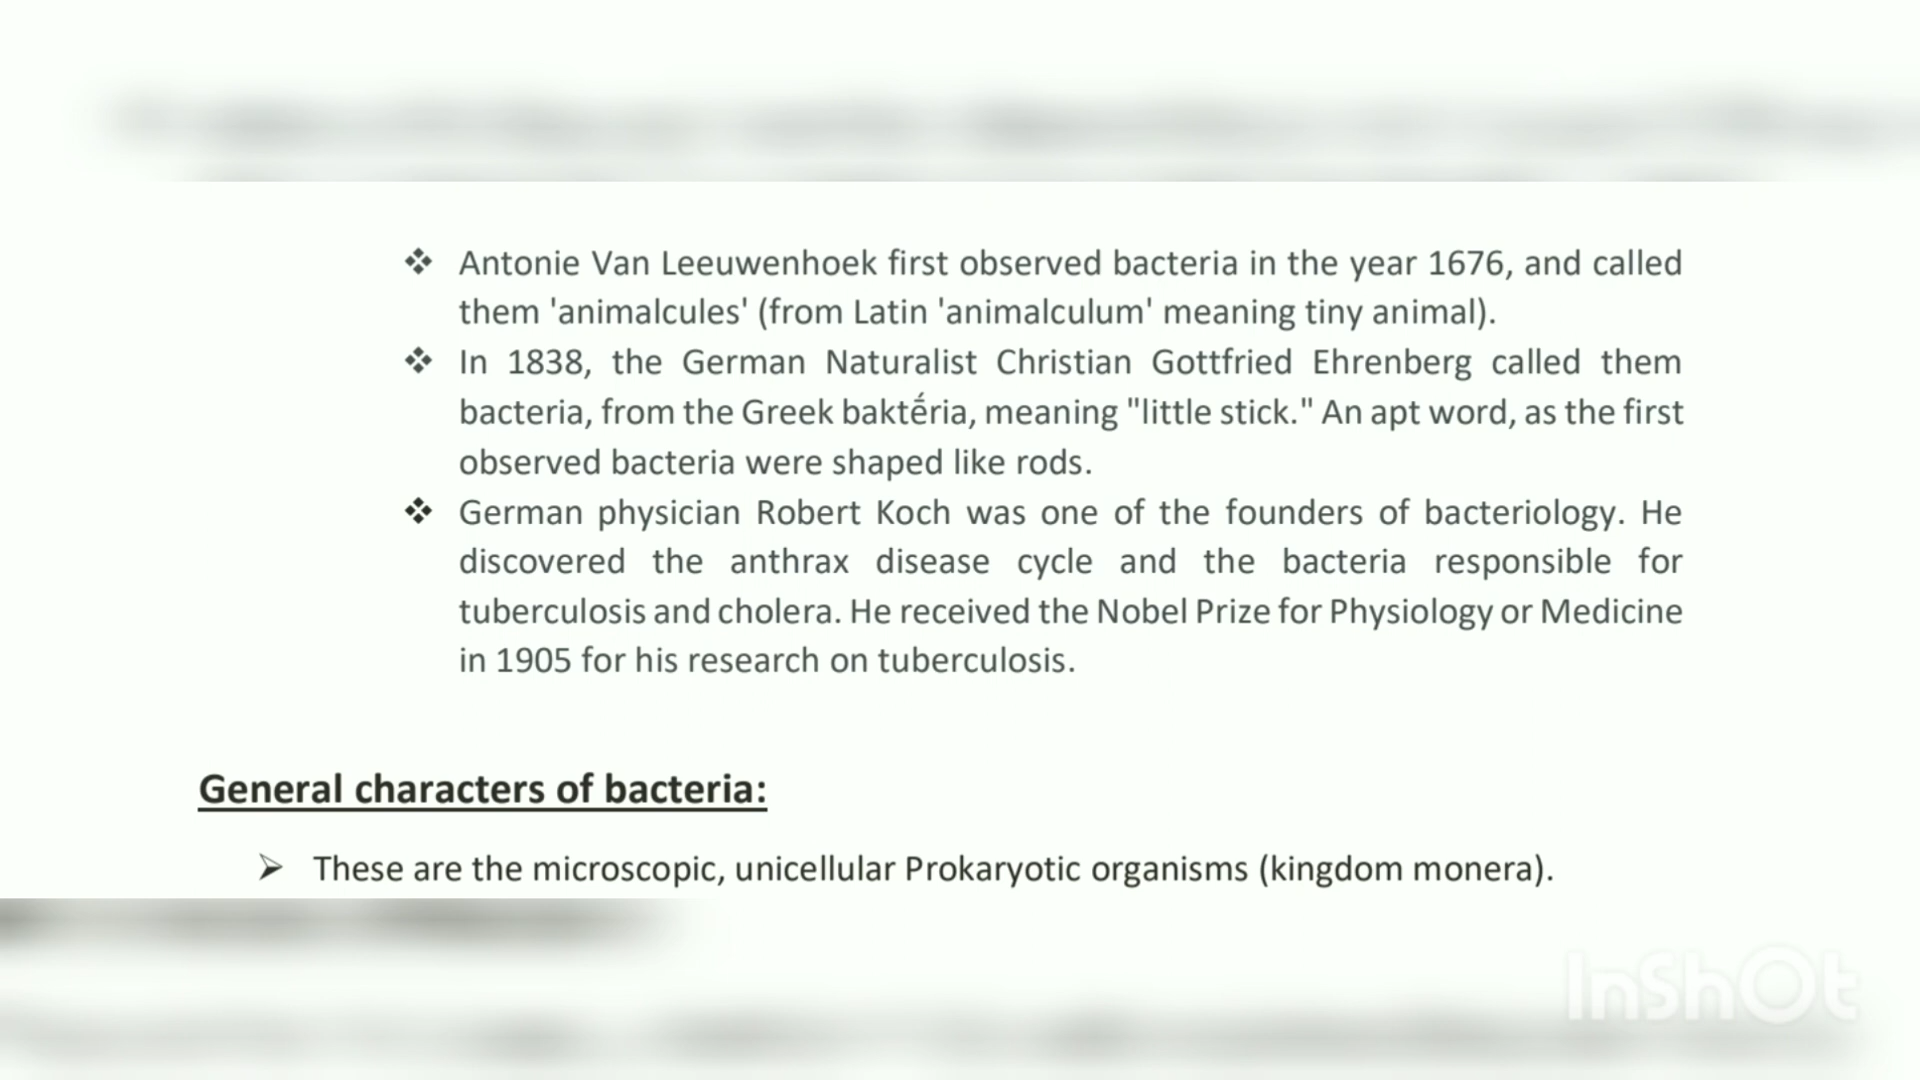 ❖ Antonie Van Leeuwenhoek first observed bacteria in the year 1676, and called
them 'animalcules' (from Latin 'animalculum' meaning tiny animal).
❖ In 1838, the German Naturalist Christian Gottfried Ehrenberg called them
bacteria, from the Greek baktḗria, meaning "little stick." An apt word, as the first
observed bacteria were shaped like rods.
❖ German physician Robert Koch was one of the founders of bacteriology. He
discovered the anthrax disease cycle and the bacteria responsible for
tuberculosis and cholera. He received the Nobel Prize for Physiology or Medicine
in 1905 for his research on tuberculosis.
General characters of bacteria:
➢ These are the microscopic, unicellular Prokaryotic organisms (kingdom monera).
InShOt